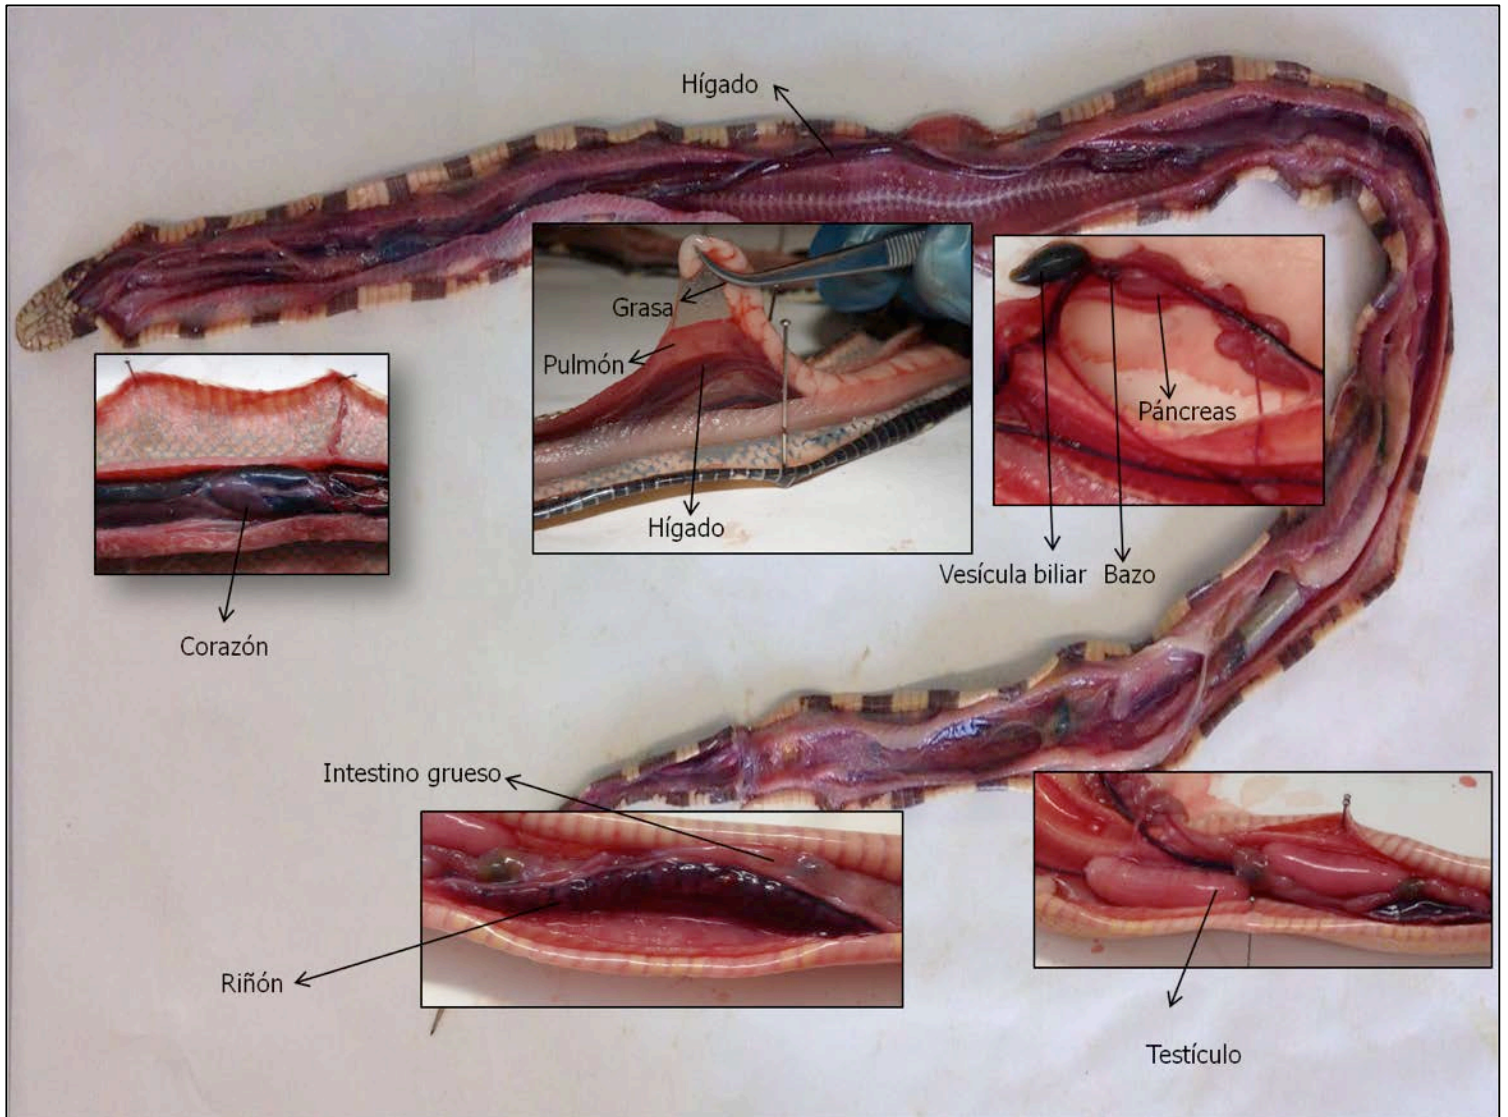 Hígado
Grasa
Pulmón
Hígado
Páncreas
Vesícula biliar Bazo
Corazón
Intestino grueso
Riñón
Testículo